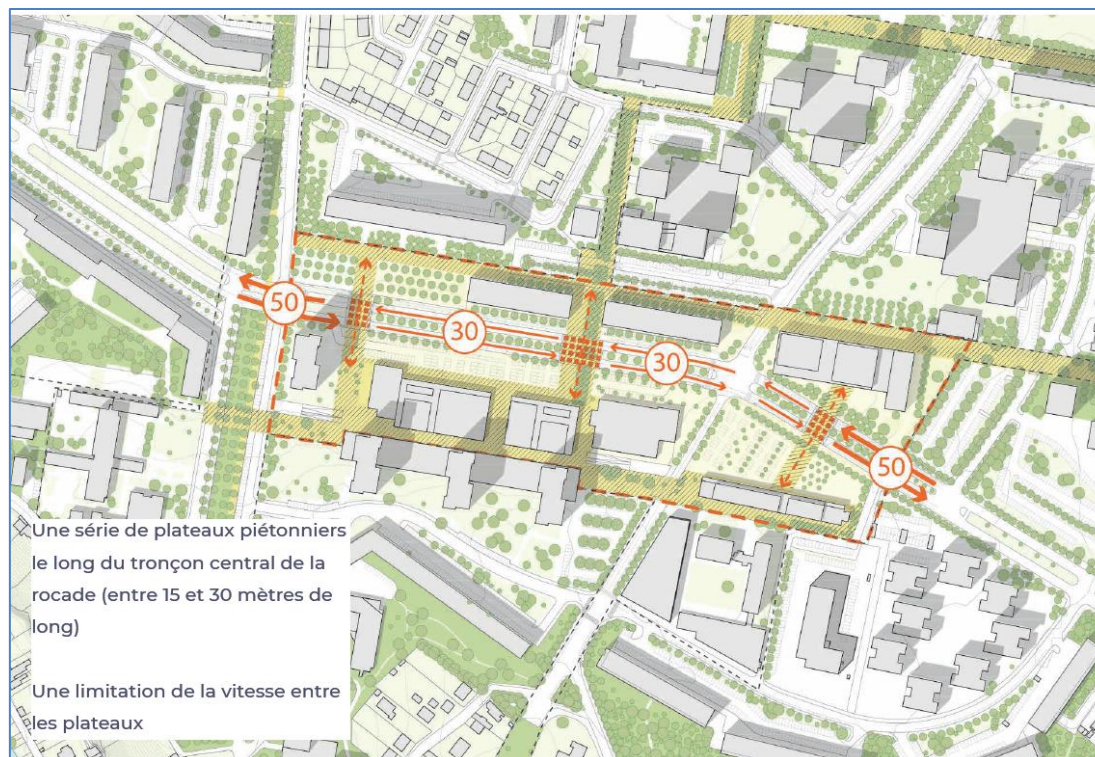 50
30
30
50
Une série de plateaux piétonniers
le long du tronçon central de la
rocade (entre 15 et 30 mètres de
long)
Une limitation de la vitesse entre
les plateaux